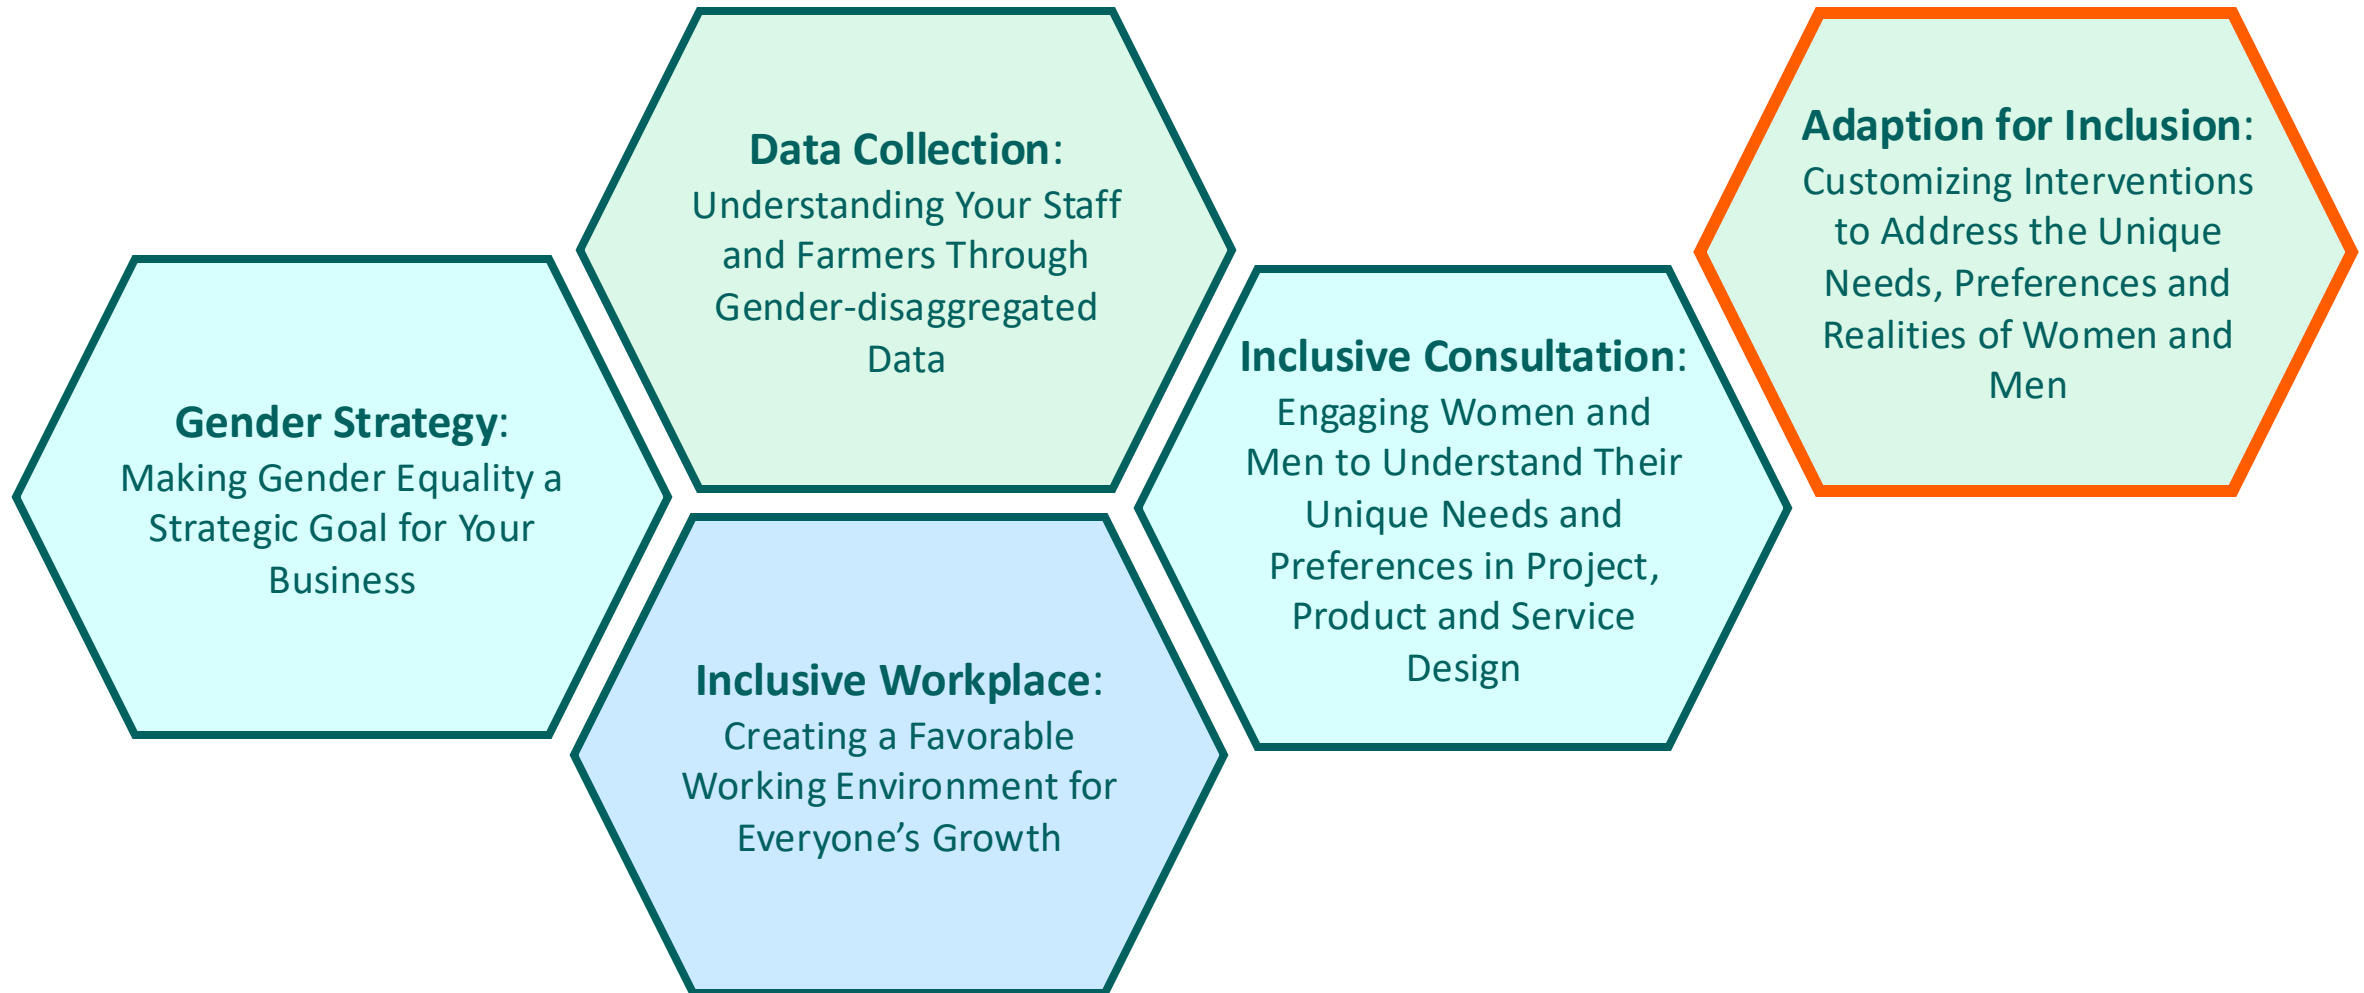 Gender Strategy:
Making Gender Equality a
Strategic Goal for Your
Business
Data Collection:
Understanding Your Staff
and Farmers Through
Gender-disaggregated
Data
Inclusive Workplace:
Creating a Favorable
Working Environment for
Everyone’s Growth
Inclusive Consultation:
Engaging Women and
Men to Understand Their
Unique Needs and
Preferences in Project,
Product and Service
Design
Adaption for Inclusion:
Customizing Interventions
to Address the Unique
Needs, Preferences and
Realities of Women and
Men